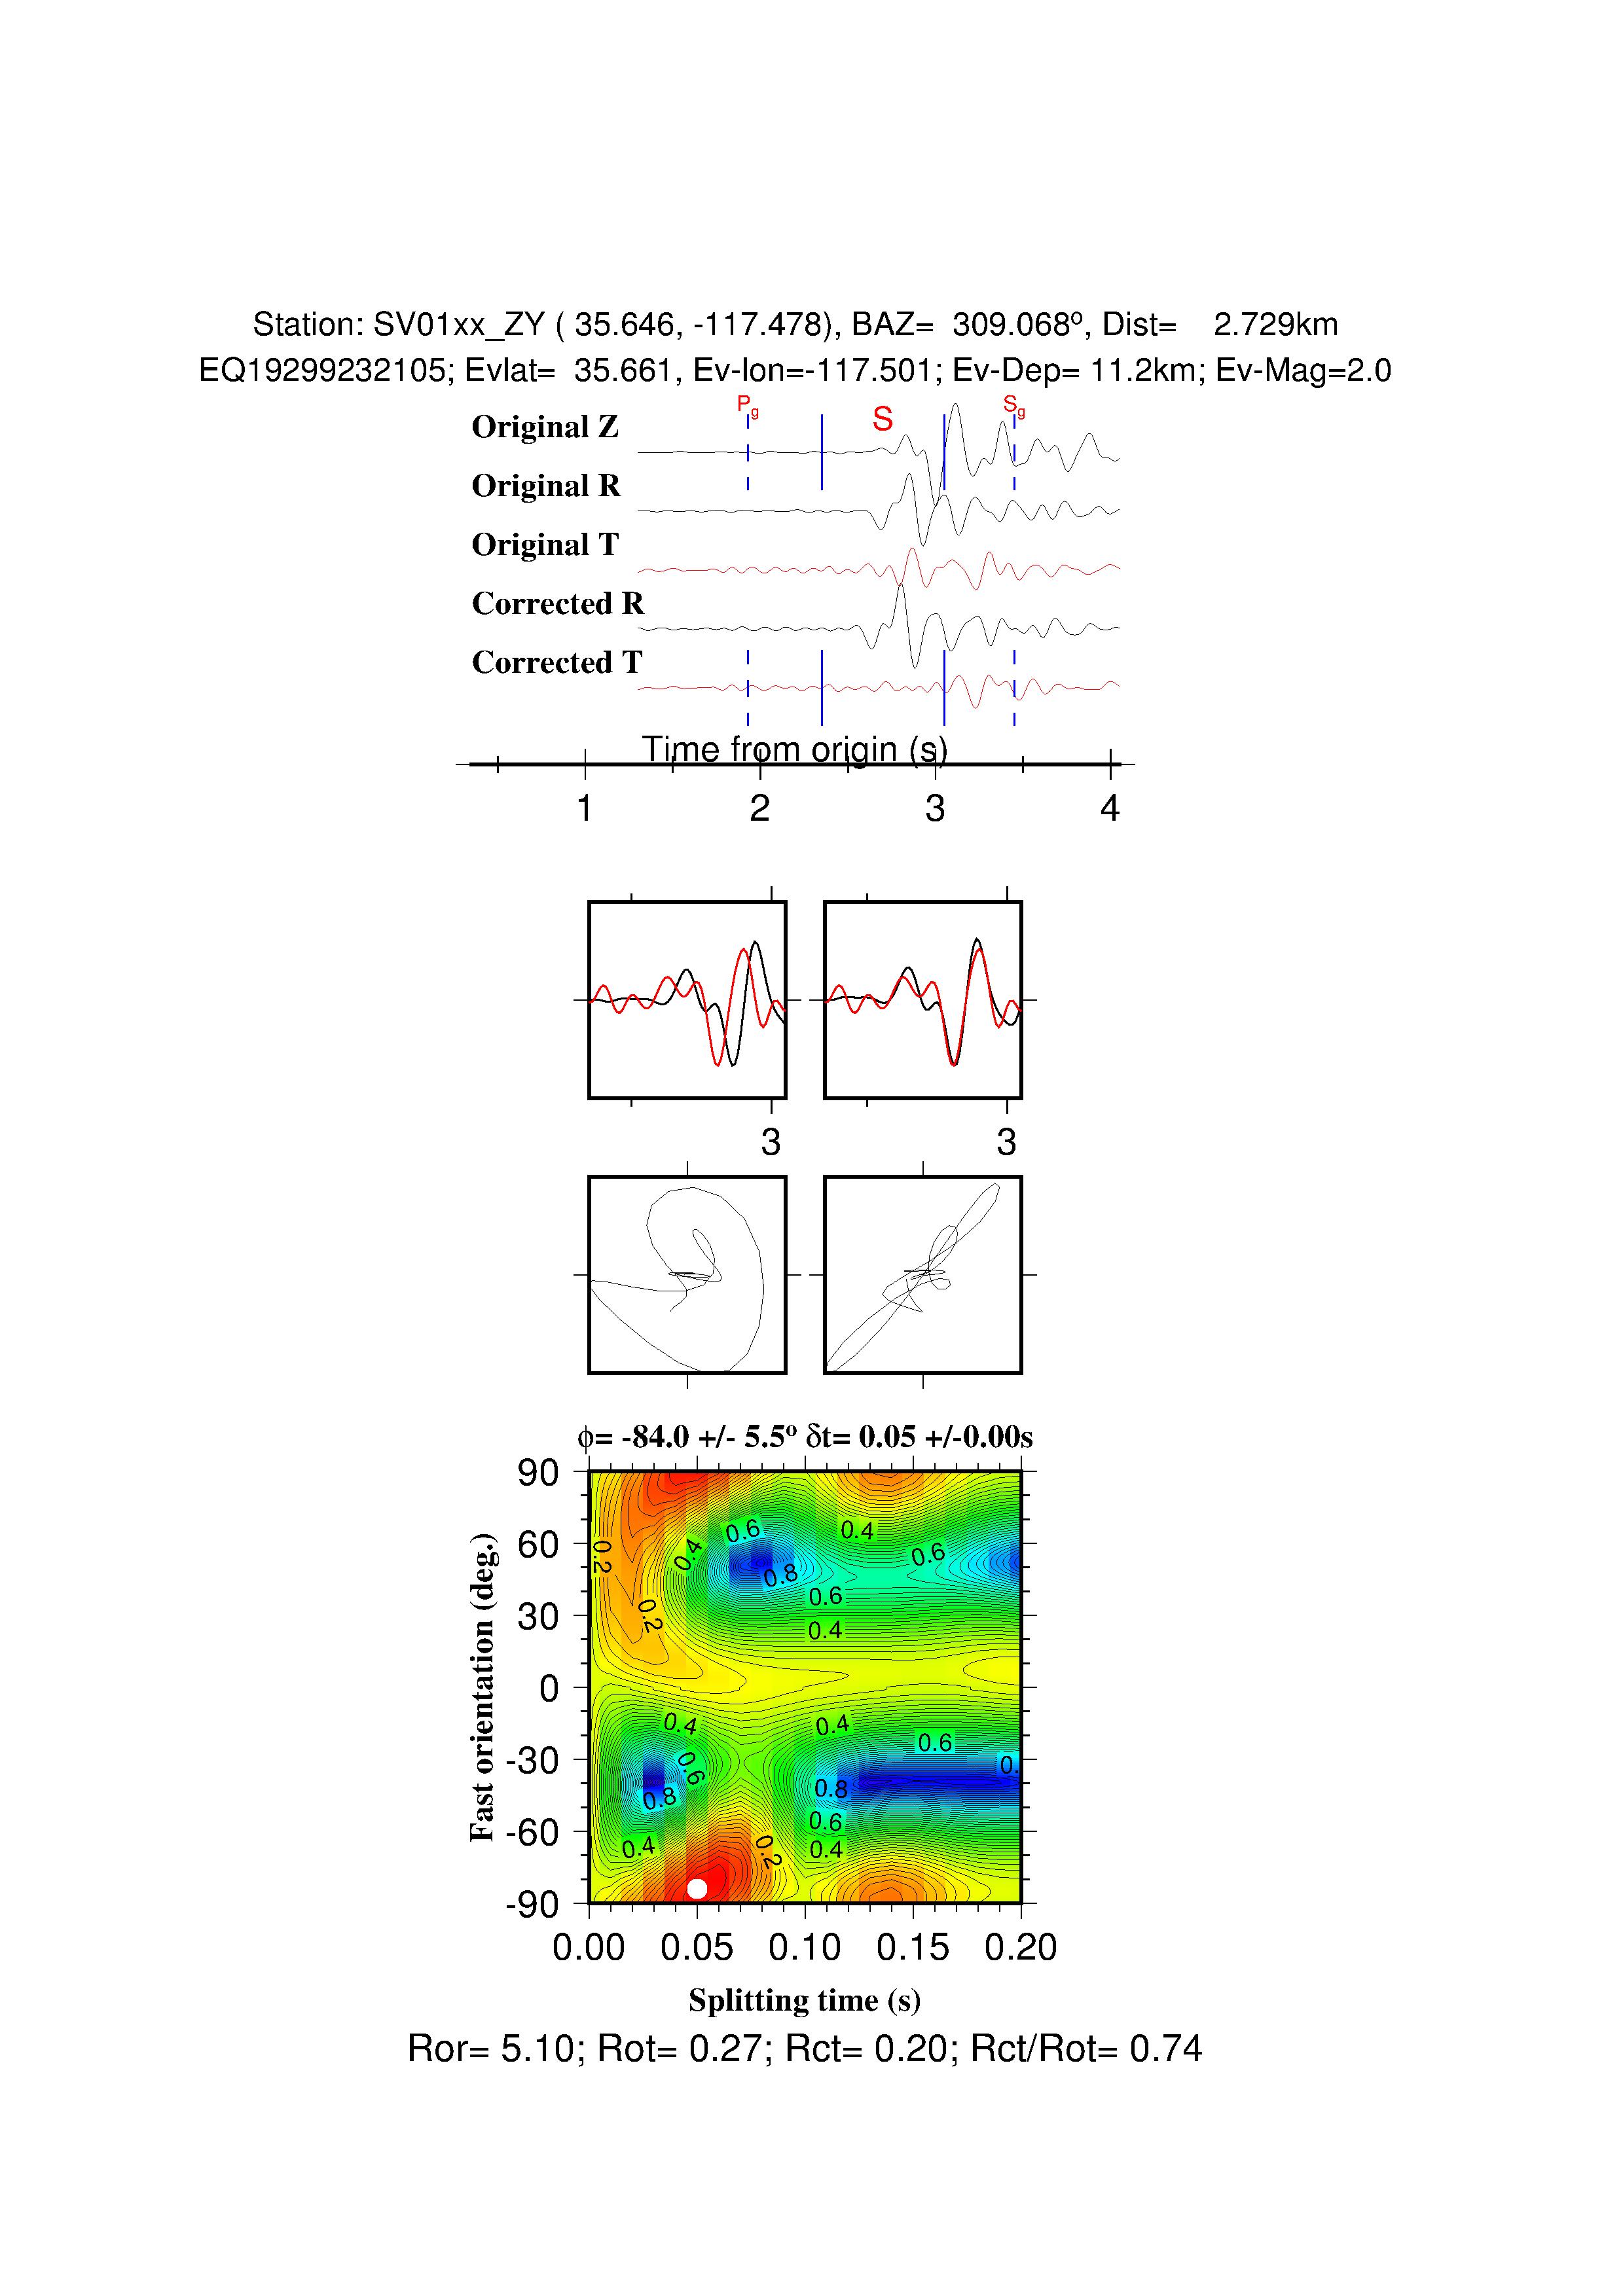 Station: SV01xx_ZY ( 35.646, -117.478), BAZ= 309.068º, Dist= 2.729km
EQ19299232105; Evlat= 35.661, Ev-lon=-117.501; Ev-Dep= 11.2km; Ev-Mag=2.0
Pg S Sg
Original Z
Original R
Original T
Corrected R
Corrected T
Time from origin (s)
1 2 3 4
3 3
ϕ= -84.0 +/- 5.5º δt= 0.05 +/-0.00s
Fast orientation (deg.)
90
60
30
0
-30
-60
-90
0.2
0.6
0.4
0.4
0.6
0.8
0.6
0.2
0.4
0.4
0.4
0.6
0.6
0.
0.8
0.8
0.6
0.4
0.2
0.4
0.00 0.05 0.10 0.15 0.20
Splitting time (s)
Ror= 5.10; Rot= 0.27; Rct= 0.20; Rct/Rot= 0.74